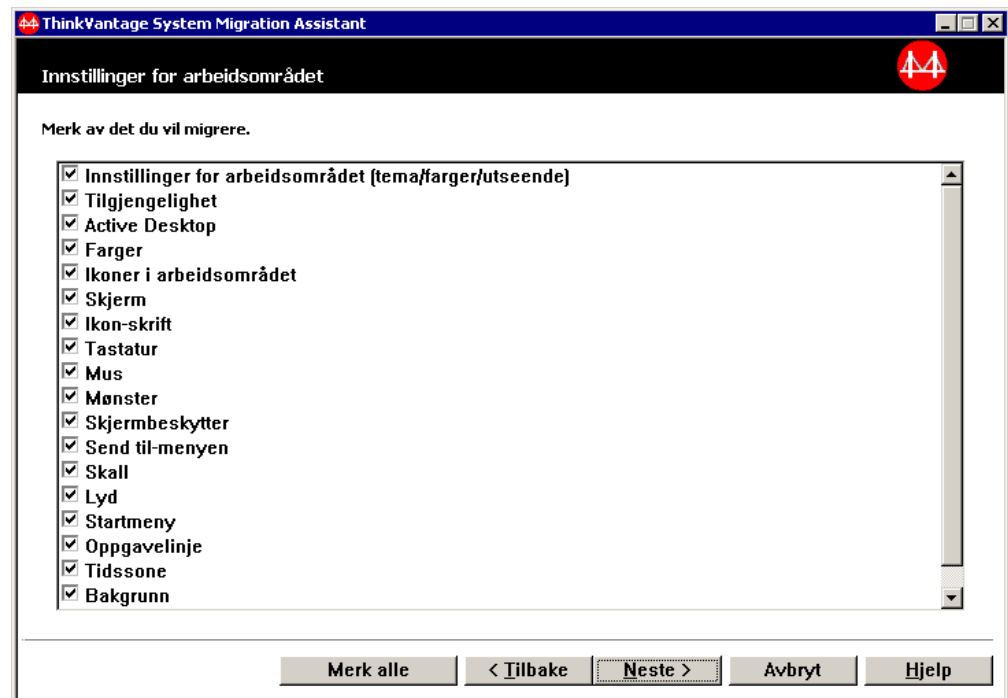 ThinkVantage System Migration Assistant
Innstillinger for arbeidsområdet
Merk av det du vil migrere.
Innstillinger for arbeidsområdet (tema/farger/utseende)
Tilgjengelighet
Active Desktop
Farger
Ikoner i arbeidsområdet
Skjerm
Ikon-skrift
Tastatur
Mus
Mønster
Skjermbeskytter
Send til-menyen
Skall
Lyd
Startmeny
Oppgavelinje
Tidssone
Bakgrunn
Merk alle < Tilbake Neste > Avbryt Hjelp